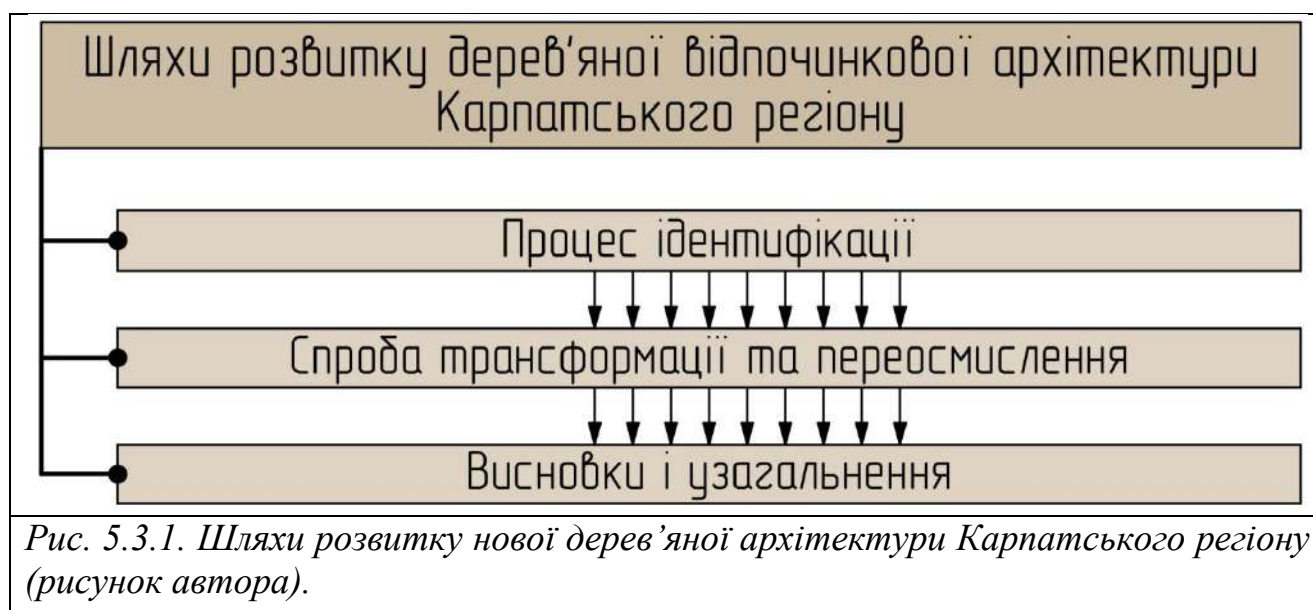 Шляхи розвитку дерев'яної відпочинкової архітектури
Карпатського регіону
Процес ідентифікації
Спроба трансформації та переосмислення
Висновки і узагальнення
Рис. 5.3.1. Шляхи розвитку нової дерев’яної архітектури Карпатського регіону
(рисунок автора).